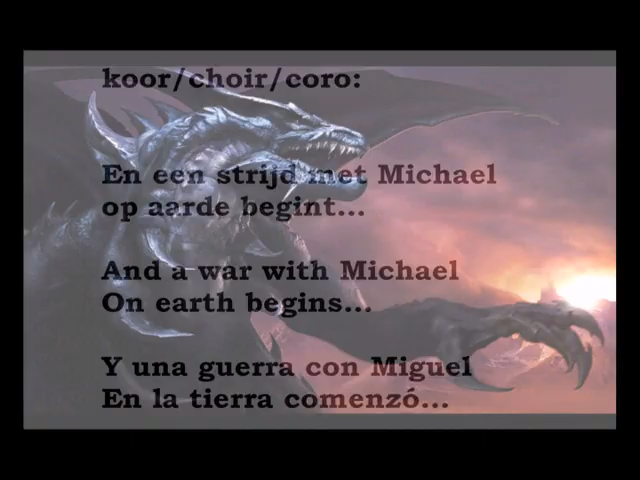 koor/choir/coro:
En een strijd met Michael
op aarde begint...
And a war with Michael
On earth begins...
Y una guerra con Miguel
En la tierra comenzó...